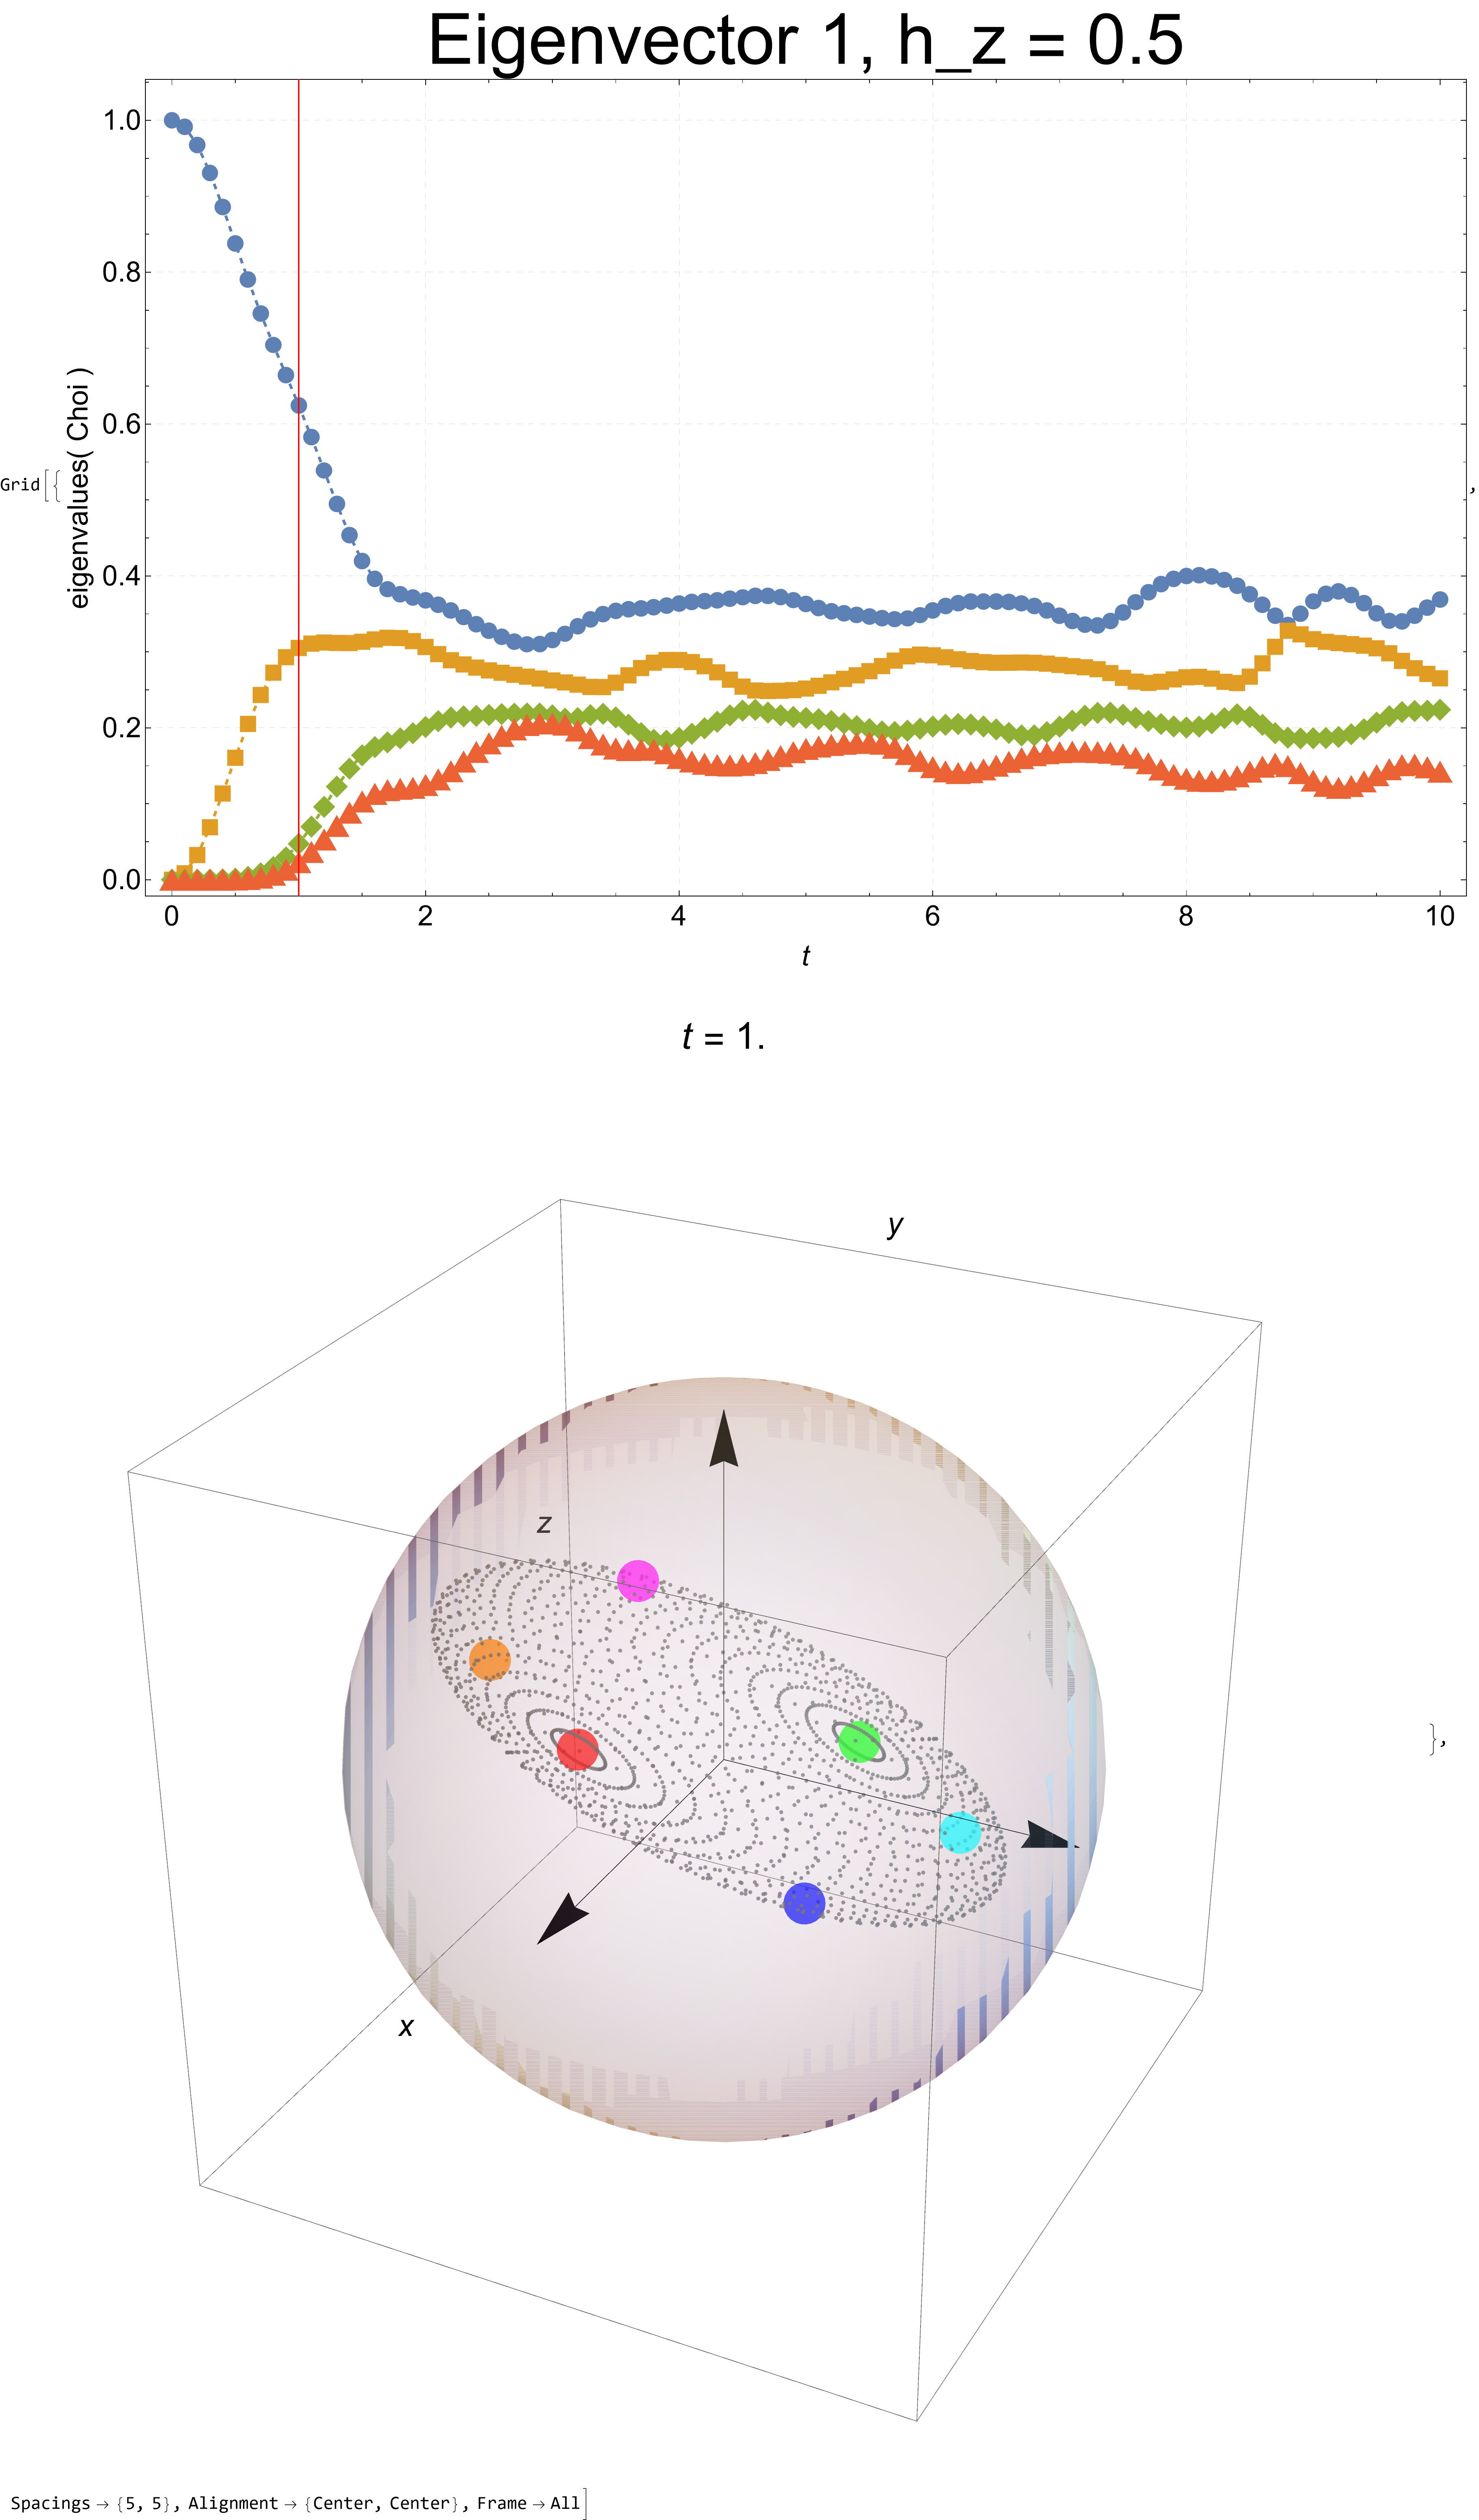 Eigenvector 1, h_z = 0.5
1.0
0.8
0.6
0.4
0.2
0.0
eigenvalues( Choi )
Grid[{
,
0 2 4 6 8 10
t
t = 1.
y
z
x
},
Spacings → {5, 5}, Alignment → {Center, Center}, Frame → All]